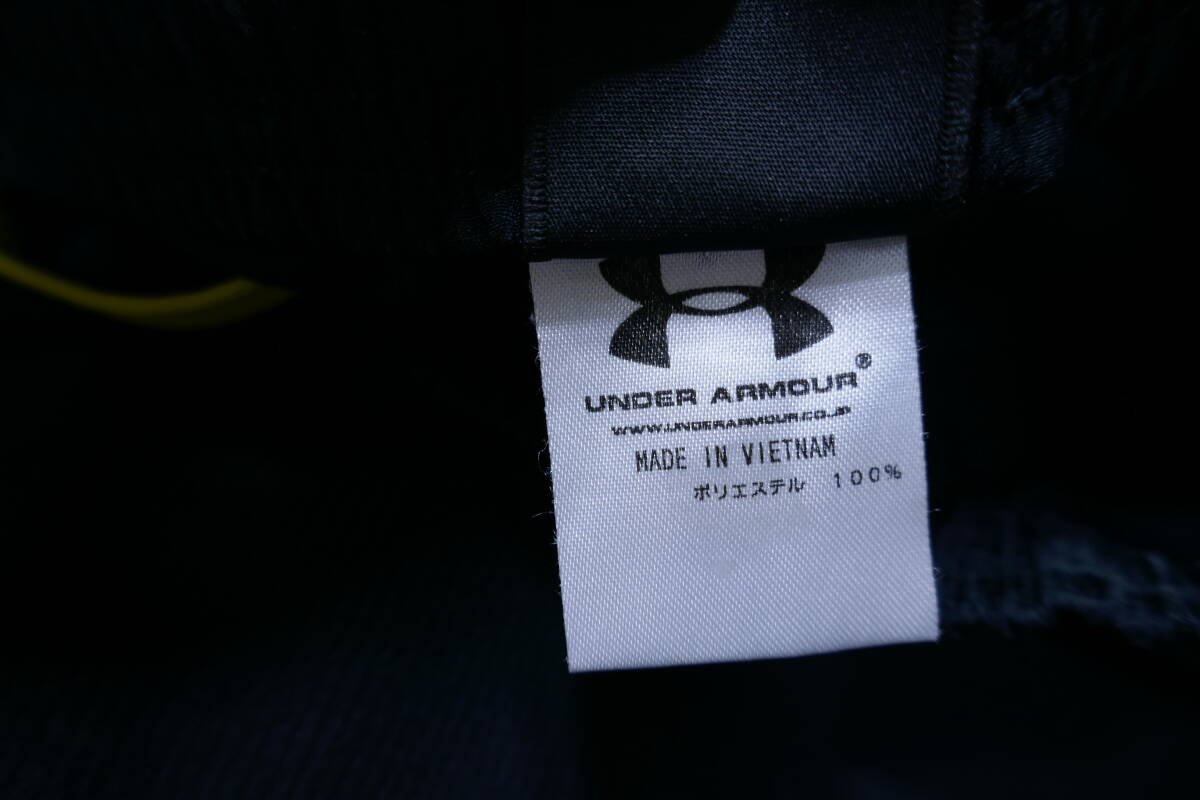 UNDER ARMOUR®
WWW.UNDERARMOUR.CO.JP
MADE IN VIETNAM
ポリエステル 100%